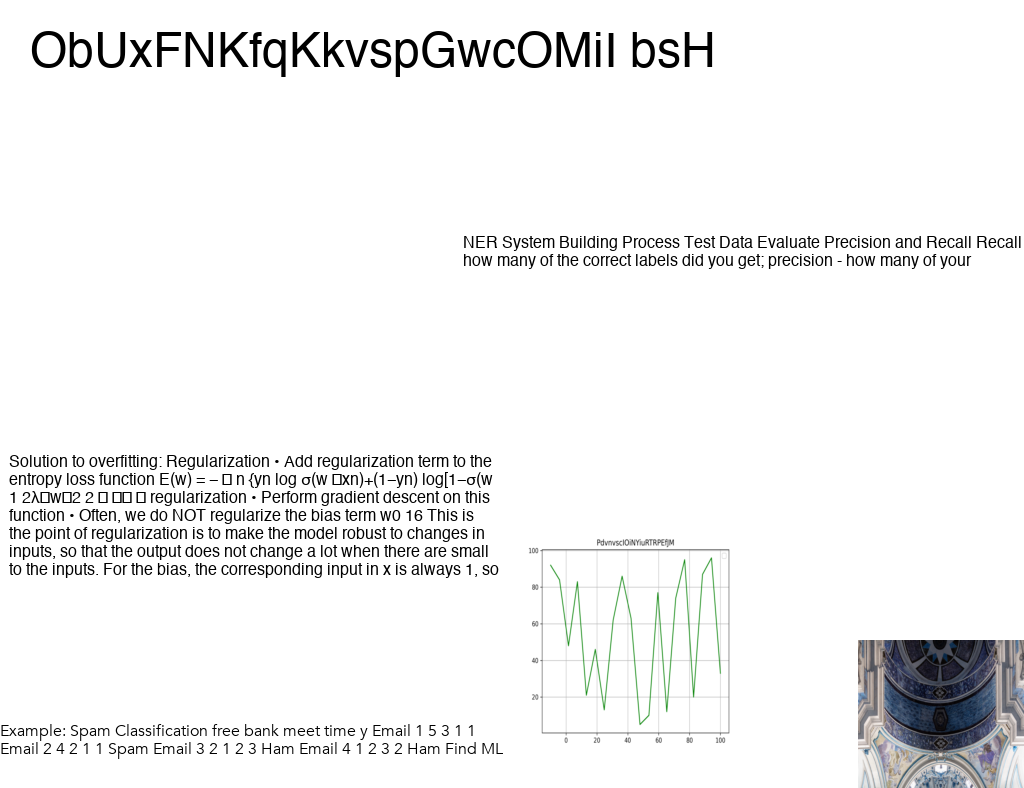 ObUxFNKfqKkvspGwcOMiI bsH
NER System Building Process Test Data Evaluate Precision and Recall Recall
how many of the correct labels did you get; precision - how many of your
Solution to overfitting: Regularization • Add regularization term to the
entropy loss function E(w) = − □ n {yn log σ(w □xn)+(1−yn) log[1−σ(w
1 2λ□w□2 2 □ □□ □ regularization • Perform gradient descent on this
function • Often, we do NOT regularize the bias term w0 16 This is
the point of regularization is to make the model robust to changes in
inputs, so that the output does not change a lot when there are small
to the inputs. For the bias, the corresponding input in x is always 1, so
PdvnvscIOiNYiuRTRPEfJM
100
80
60
40
20
0 20 40 60 80 100
Example: Spam Classification free bank meet time y Email 1 5 3 1 1
Email 2 4 2 1 1 Spam Email 3 2 1 2 3 Ham Email 4 1 2 3 2 Ham Find ML